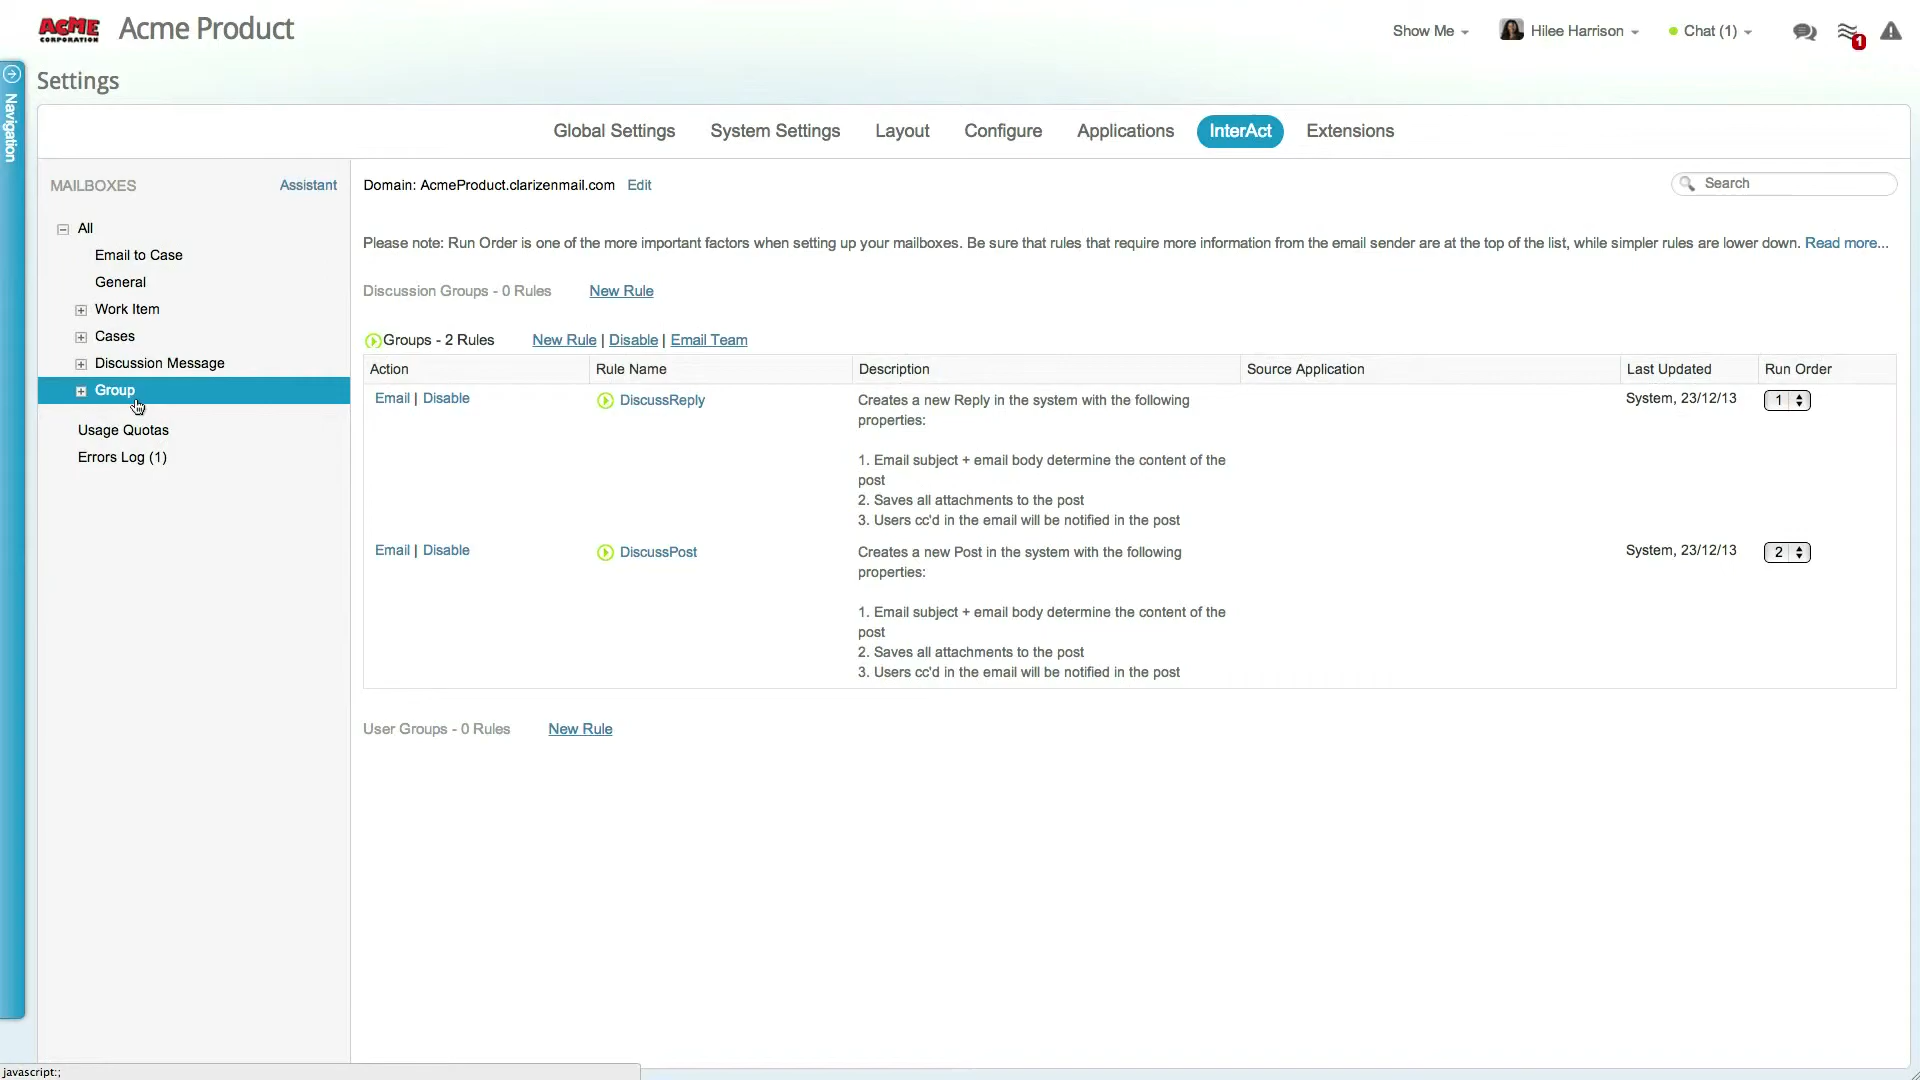 ACME CORPORATION Acme Product Show Me Hilee Harrison Chat (1) 1
Navigation
Settings
Global Settings System Settings Layout Configure Applications InterAct Extensions
MAILBOXES Assistant
All
Email to Case
General
Work Item
Cases
Discussion Message
Group
Usage Quotas
Errors Log (1)
Domain: AcmeProduct.clarizenmail.com Edit Search
Please note: Run Order is one of the more important factors when setting up your mailboxes. Be sure that rules that require more information from the email sender are at the top of the list, while simpler rules are lower down. Read more...
Discussion Groups - 0 Rules New Rule
Groups - 2 Rules New Rule | Disable | Email Team
Action Rule Name Description Source Application Last Updated Run Order
Email | Disable DiscussReply Creates a new Reply in the system with the following System, 23/12/13 1
properties:
1. Email subject + email body determine the content of the
post
2. Saves all attachments to the post
3. Users cc'd in the email will be notified in the post
Email | Disable DiscussPost Creates a new Post in the system with the following System, 23/12/13 2
properties:
1. Email subject + email body determine the content of the
post
2. Saves all attachments to the post
3. Users cc'd in the email will be notified in the post
User Groups - 0 Rules New Rule
javascript:;